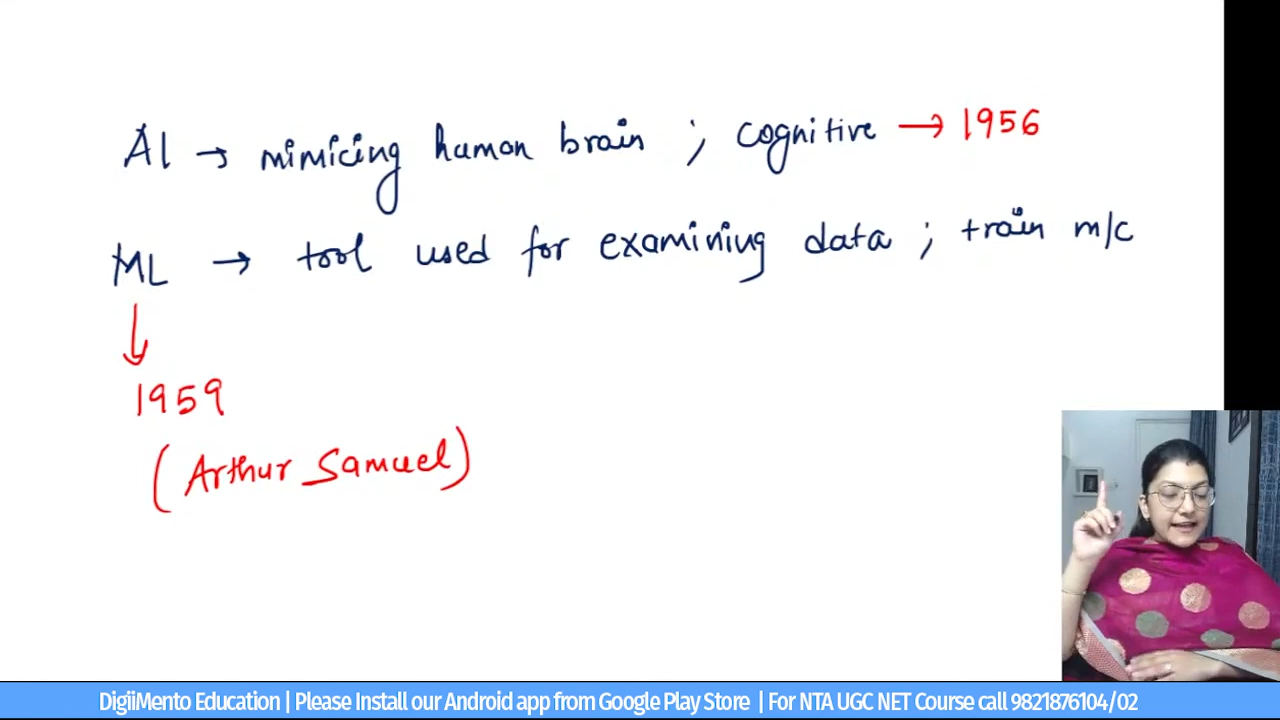 AI → mimicing human brain ; cognitive → 1956
ML → tool used for examining data ; train m/c
↓
1959
(Arthur Samuel)
DigiiMento Education | Please Install our Android app from Google Play Store | For NTA UGC NET Course call 9821876104/02